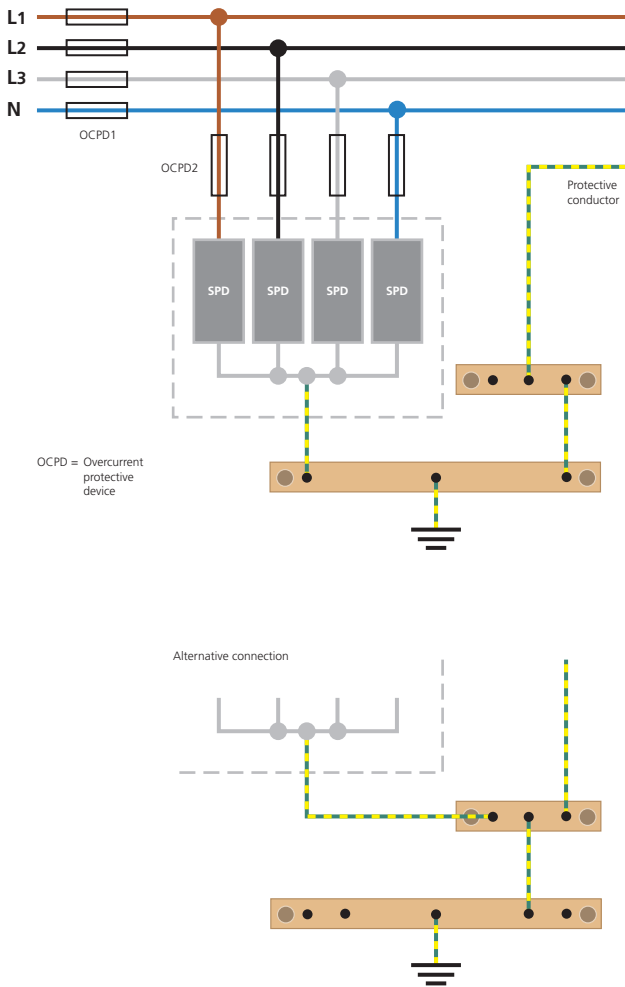 L1
L2
L3
N
OCPD1
OCPD2
Protective
conductor
SPD SPD SPD SPD
OCPD = Overcurrent
protective
device
Alternative connection